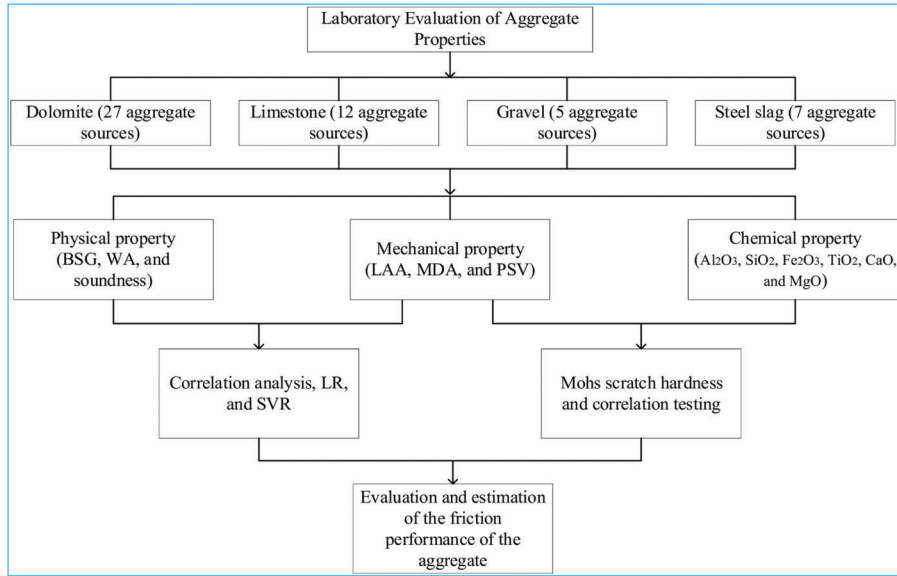 Laboratory Evaluation of Aggregate
Properties
Dolomite (27 aggregate
sources)
Limestone (12 aggregate
sources)
Gravel (5 aggregate
sources)
Steel slag (7 aggregate
sources)
Physical property
(BSG, WA, and
soundness)
Mechanical property
(LAA, MDA, and PSV)
Chemical property
(Al2O3, SiO2, Fe2O3, TiO2, CaO,
and MgO)
Correlation analysis, LR,
and SVR
Mohs scratch hardness
and correlation testing
Evaluation and estimation
of the friction
performance of the
aggregate